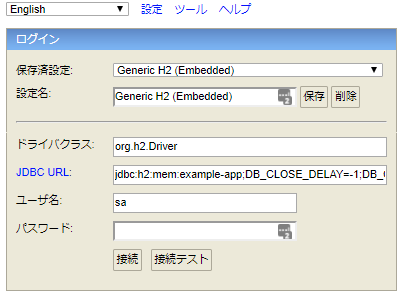 English 設定 ツール ヘルプ
ログイン
保存済設定: Generic H2 (Embedded)
設定名: Generic H2 (Embedded) 保存 削除
ドライバクラス: org.h2.Driver
JDBC URL: jdbc:h2:mem:example-app;DB_CLOSE_DELAY=-1;DB_
ユーザ名: sa
パスワード:
接続 接続テスト